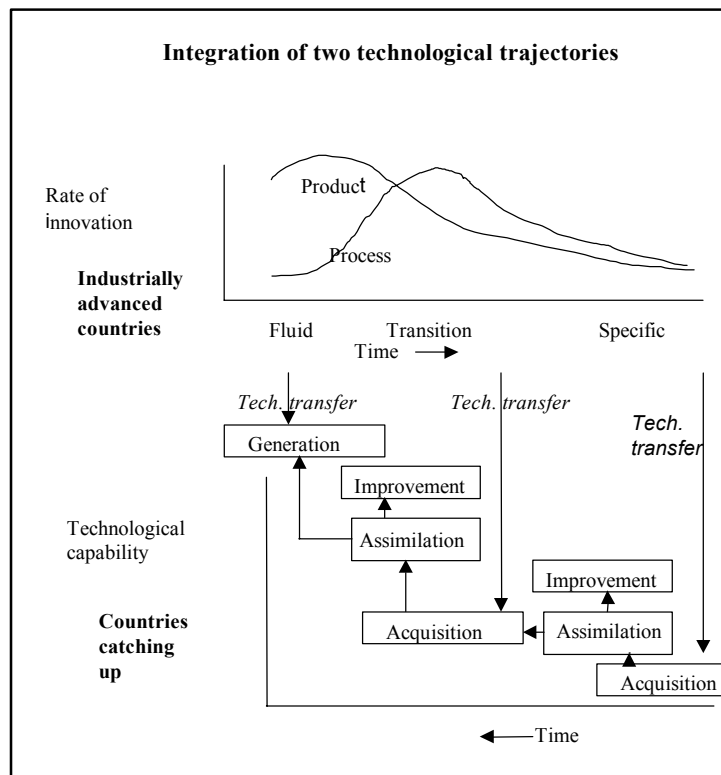 Integration of two technological trajectories
Rate of
innovation
Product
Process
Industrially
advanced
countries
Fluid
Transition
Specific
Time
Tech. transfer
Tech. transfer
Tech.
transfer
Generation
Improvement
Technological
capability
Assimilation
Improvement
Countries
catching
up
Acquisition
Assimilation
Acquisition
Time